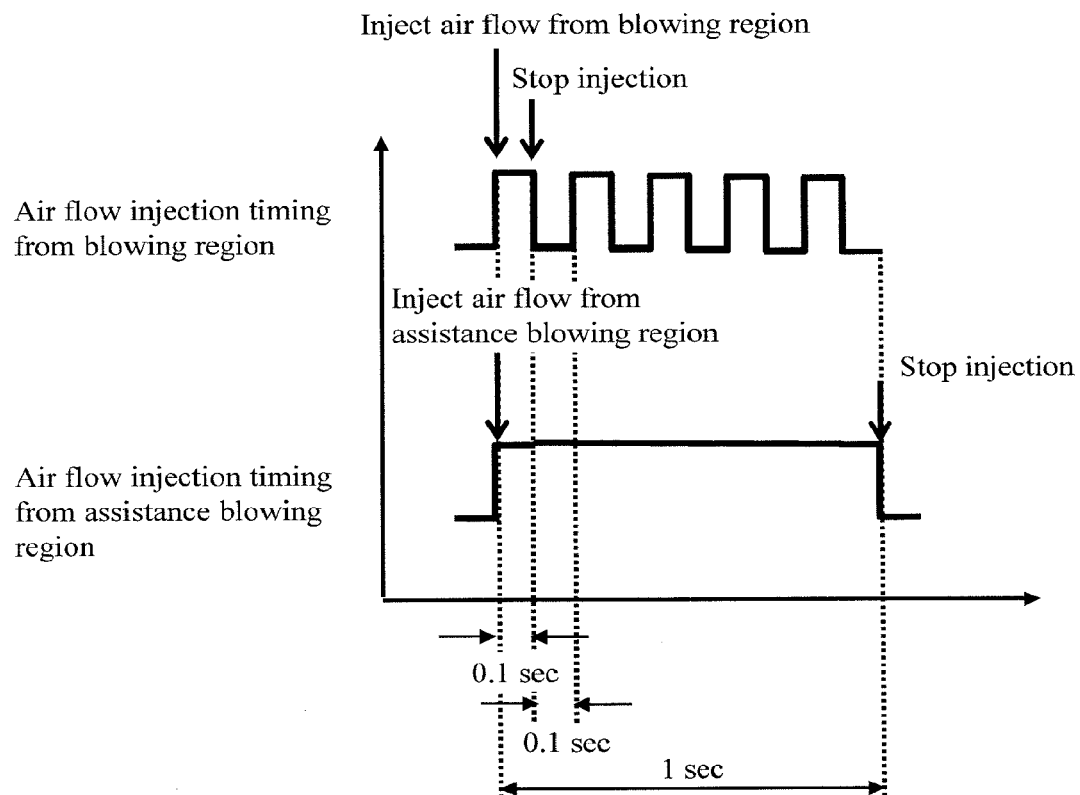 Inject air flow from blowing region
Stop injection
Air flow injection timing
from blowing region
Inject air flow from
assistance blowing region
Stop injection
Air flow injection timing
from assistance blowing
region
0.1 sec
0.1 sec
1 sec